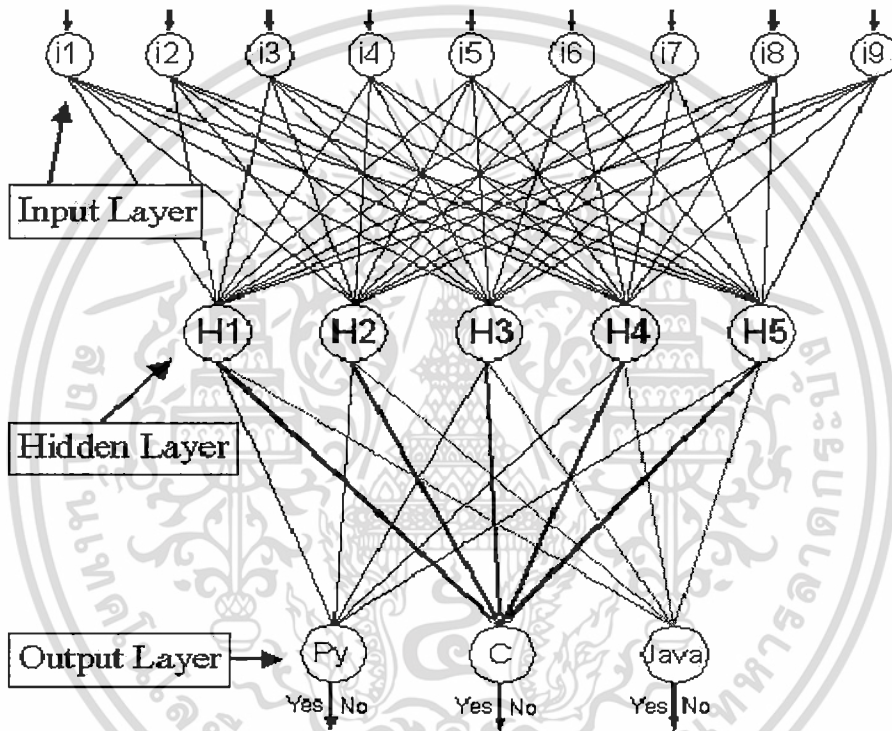 i1 i2 i3 i4 i5 i6 i7 i8 i9
Input Layer
H1 H2 H3 H4 H5
Hidden Layer
Output Layer
Py C Java
Yes No Yes No Yes No